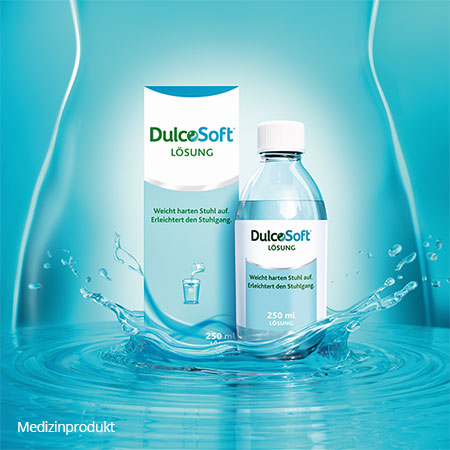 DulcoSoft®
LÖSUNG
Weicht harten Stuhl auf.
Erleichtert den Stuhlgang.
250 ml
LÖSUNG
DulcoSoft®
LÖSUNG
Weicht harten Stuhl auf.
Erleichtert den Stuhlgang.
250 ml
LÖSUNG
Medizinprodukt